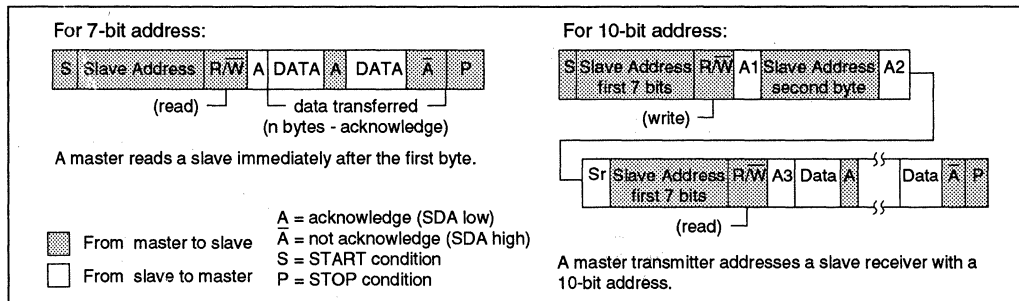 For 7-bit address:
S Slave Address R/W̅ A DATA A DATA A̅ P
(read)
data transferred
(n bytes - acknowledge)
A master reads a slave immediately after the first byte.
From master to slave
From slave to master
A = acknowledge (SDA low)
A̅ = not acknowledge (SDA high)
S = START condition
P = STOP condition
For 10-bit address:
S Slave Address first 7 bits R/W̅ A1 Slave Address second byte A2
(write)
Sr Slave Address first 7 bits R/W̅ A3 Data A Data A̅ P
(read)
A master transmitter addresses a slave receiver with a
10-bit address.